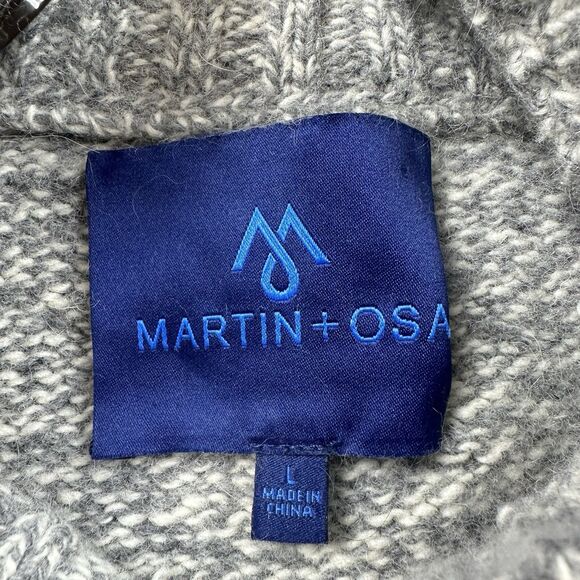 MARTIN + OSA
L
MADE IN
CHINA